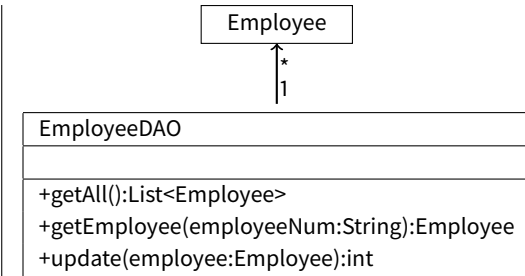 Employee
*
1
EmployeeDAO
+getAll():List<Employee>
+getEmployee(employeeNum:String):Employee
+update(employee:Employee):int